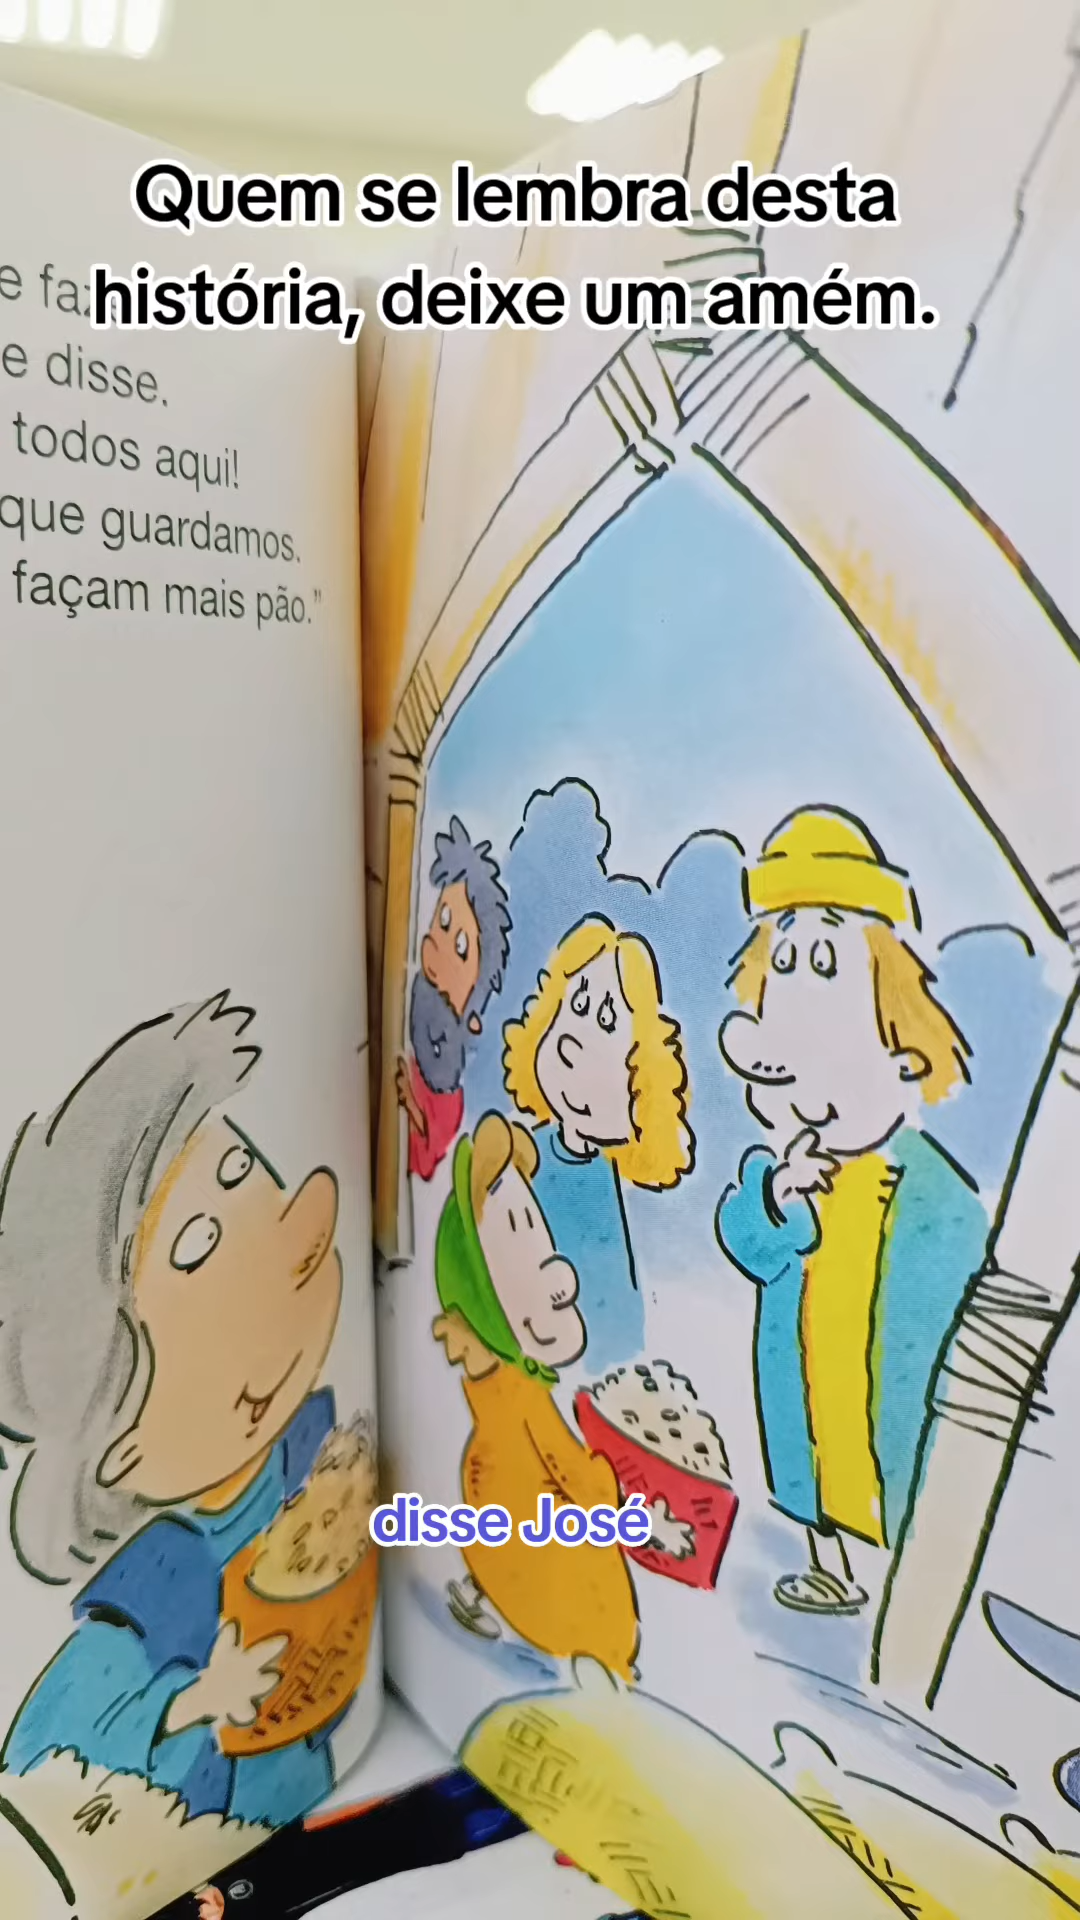 Quem se lembra desta
história, deixe um amém.
e disse.
todos aqui!
que guardamos.
façam mais pão."
disse José